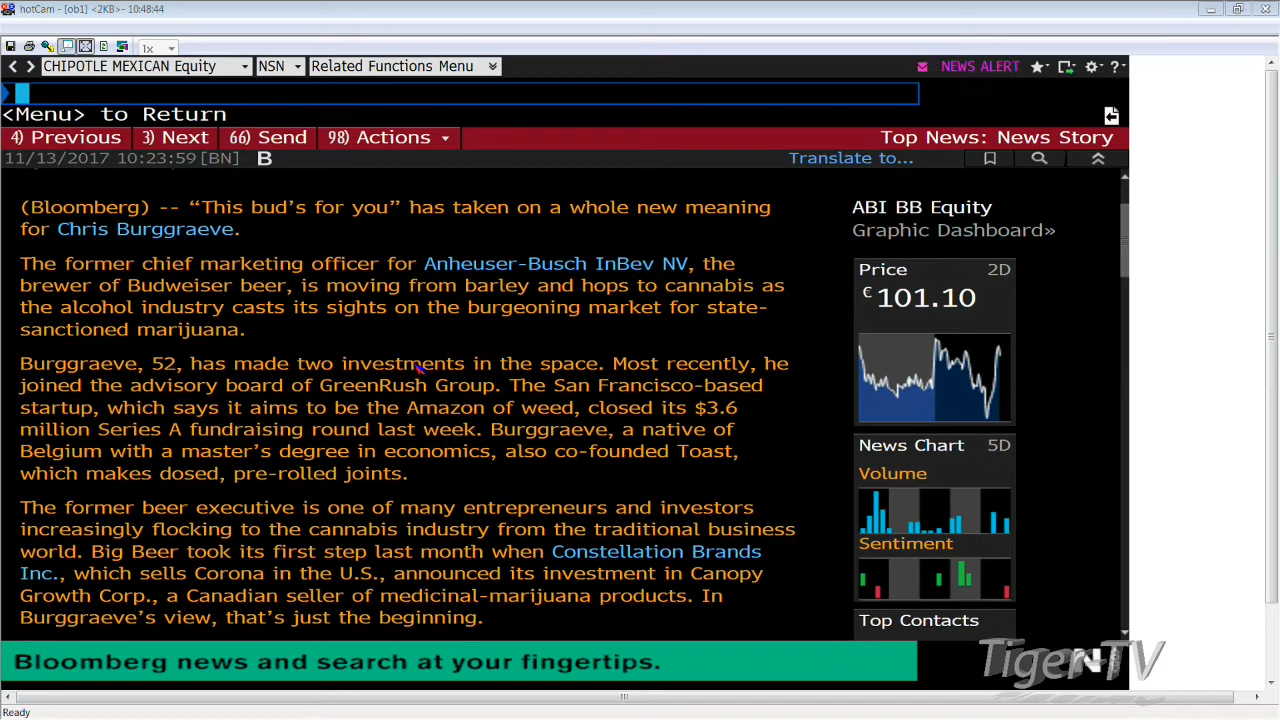 hotCam - [ob1] <2KB>- 10:48:44
1x
CHIPOTLE MEXICAN Equity NSN Related Functions Menu NEWS ALERT ?
<Menu> to Return
4) Previous 3) Next 66) Send 98) Actions Top News: News Story
11/13/2017 10:23:59 [BN] B Translate to...
(Bloomberg) -- “This bud’s for you” has taken on a whole new meaning
for Chris Burggraeve.
The former chief marketing officer for Anheuser-Busch InBev NV, the
brewer of Budweiser beer, is moving from barley and hops to cannabis as
the alcohol industry casts its sights on the burgeoning market for state-
sanctioned marijuana.
Burggraeve, 52, has made two investments in the space. Most recently, he
joined the advisory board of GreenRush Group. The San Francisco-based
startup, which says it aims to be the Amazon of weed, closed its $3.6
million Series A fundraising round last week. Burggraeve, a native of
Belgium with a master’s degree in economics, also co-founded Toast,
which makes dosed, pre-rolled joints.
The former beer executive is one of many entrepreneurs and investors
increasingly flocking to the cannabis industry from the traditional business
world. Big Beer took its first step last month when Constellation Brands
Inc., which sells Corona in the U.S., announced its investment in Canopy
Growth Corp., a Canadian seller of medicinal-marijuana products. In
Burggraeve’s view, that’s just the beginning.
ABI BB Equity
Graphic Dashboard»
Price 2D
€ 101.10
News Chart 5D
Volume
Sentiment
Top Contacts
Bloomberg news and search at your fingertips.
Tiger-TV
Ready